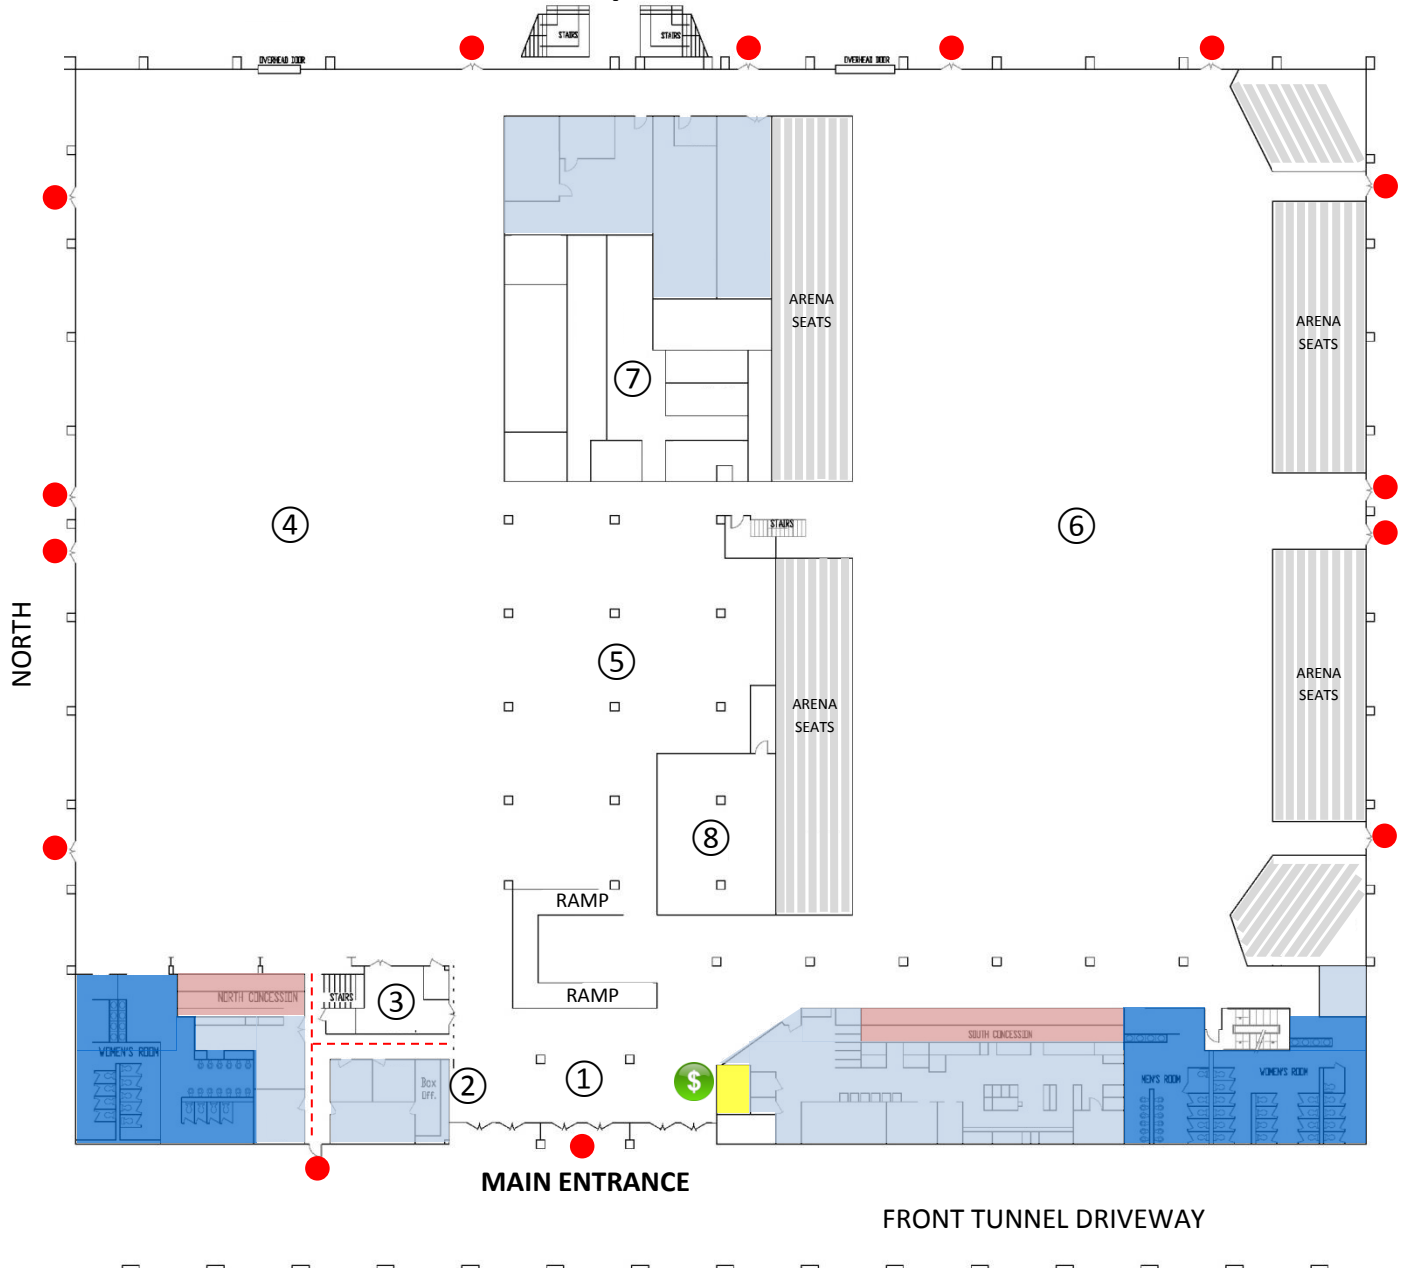 STAIRS
STAIRS
OVERHEAD DOOR
OVERHEAD DOOR
ARENA
SEATS
ARENA
SEATS
7
4
STAIRS
6
NORTH
5
ARENA
SEATS
ARENA
SEATS
8
RAMP
RAMP
NORTH CONCESSION
STAIRS
3
SOUTH CONCESSION
WOMEN'S ROOM
Box
Off.
2
1
$
MEN'S ROOM
WOMEN'S ROOM
MAIN ENTRANCE
FRONT TUNNEL DRIVEWAY